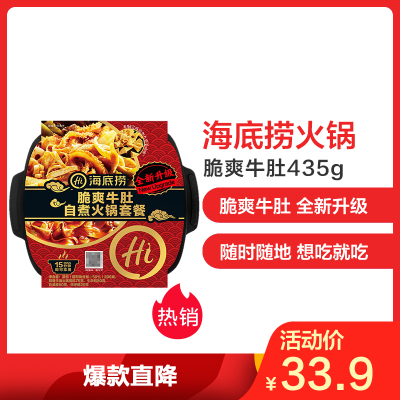 海底捞火锅
脆爽牛肚435g
脆爽牛肚 全新升级
随时随地 想吃就吃
全新升级
Hi 海底捞
脆爽牛肚
自煮火锅套餐
Hi
15
热销
爆款直降
活动价
¥33.9